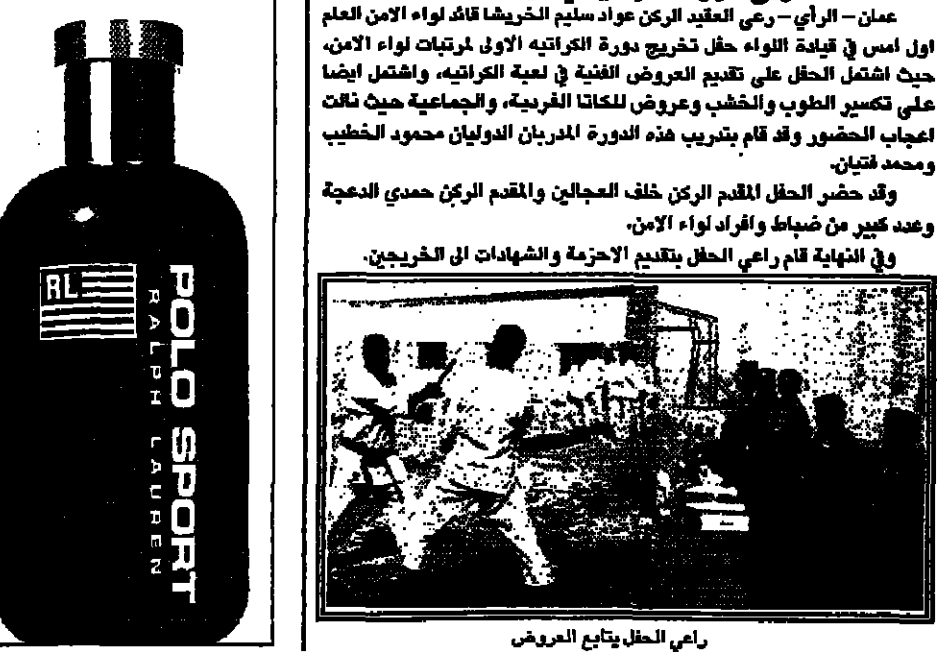 عمان – الرأي – رعى العقيد الركن عواد سليم الخريشا قائد لواء الامن العام
اول امس في قيادة اللواء حفل تخريج دورة الكراتيه الاولى لمرتبات لواء الامن،
حيث اشتمل الحفل على تقديم العروض الفنية في لعبة الكراتيه، واشتمل ايضا
على تكسير الطوب والخشب وعروض للكاتا الفردية، والجماعية حيث نالت
اعجاب الحضور وقد قام بتدريب هذه الدورة المدربان الدوليان محمود الخطيب
ومحمد فتيان.
وقد حضر الحفل المقدم الركن خلف العجالين والمقدم الركن حمدي الدعجة
وعدد كبير من ضباط وافراد لواء الامن.
وفي النهاية قام راعي الحفل بتقديم الاحزمة والشهادات الى الخريجين.
راعي الحفل يتابع العروض
RL
POLO SPORT
RALPH LAUREN